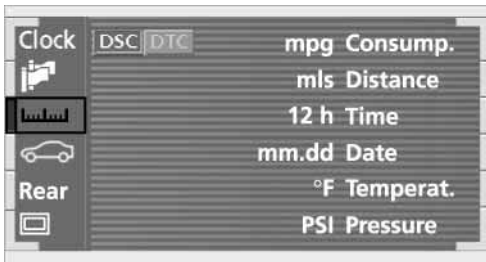 Clock DSC DTC mpg Consump.
mls Distance
12 h Time
mm.dd Date
°F Temperat.
Rear
PSI Pressure